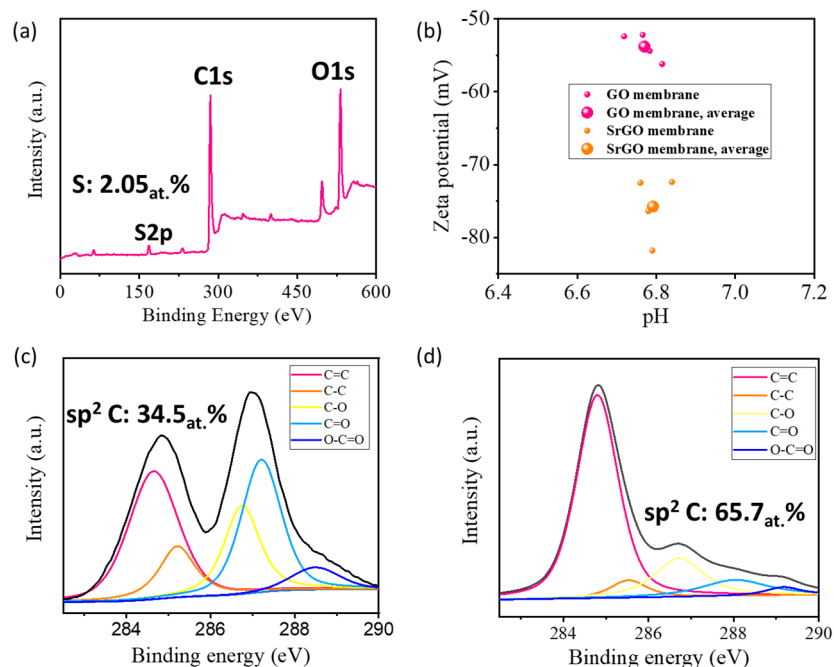 (a)
Intensity (a.u.)
C1s
O1s
S: 2.05at.%
S2p
0 150 300 450 600
Binding Energy (eV)
(b)
Zeta potential (mV)
-50
-60
-70
-80
GO membrane
GO membrane, average
SrGO membrane
SrGO membrane, average
6.4 6.6 6.8 7.0 7.2
pH
(c)
Intensity (a.u.)
sp² C: 34.5at.%
C=C
C-C
C-O
C=O
O-C=O
284 286 288 290
Binding energy (eV)
(d)
Intensity (a.u.)
C=C
C-C
C-O
C=O
O-C=O
sp² C: 65.7at.%
284 286 288 290
Binding energy (eV)